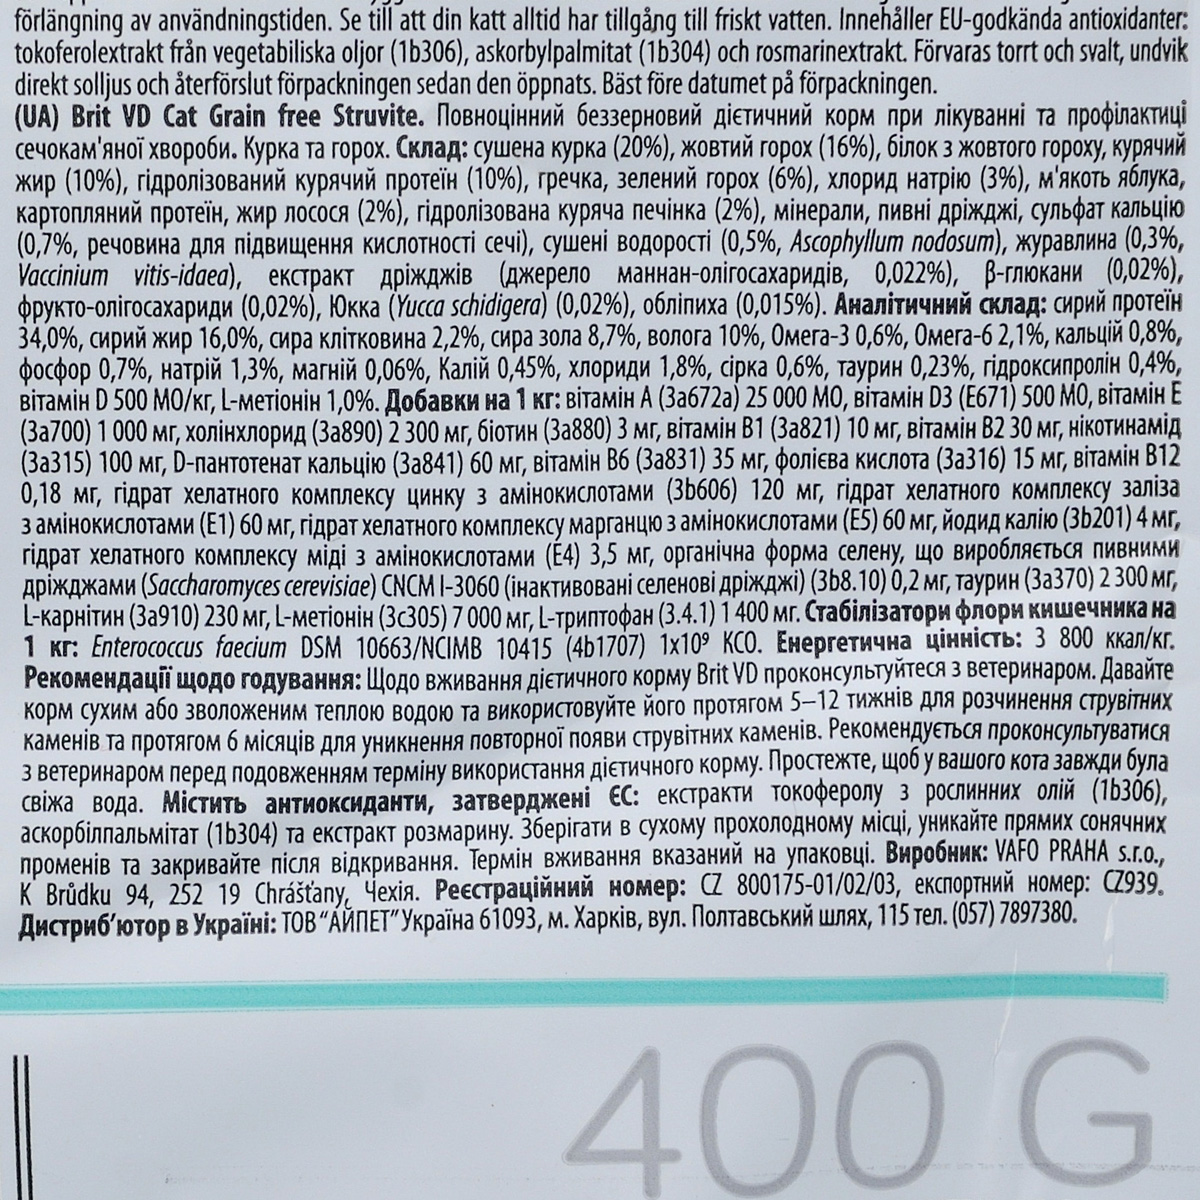 förlängning av användningstiden. Se till att din katt alltid har tillgång till friskt vatten. Innehåller EU-godkända antioxidanter:
tokoferolextrakt från vegetabiliska oljor (1b306), askorbylpalmitat (1b304) och rosmarinextrakt. Förvaras torrt och svalt, undvik
direkt solljus och återförslut förpackningen sedan den öppnats. Bäst före datumet på förpackningen.
(UA) Brit VD Cat Grain free Struvite. Повноцінний беззерновий дієтичний корм при лікуванні та профілактиці
сечокам'яної хвороби. Курка та горох. Склад: сушена курка (20%), жовтий горох (16%), білок з жовтого гороху, курячий
жир (10%), гідролізований курячий протеїн (10%), гречка, зелений горох (6%), хлорид натрію (3%), м'якоть яблука,
картопляний протеїн, жир лосося (2%), гідролізована куряча печінка (2%), мінерали, пивні дріжджі, сульфат кальцію
(0,7%, речовина для підвищення кислотності сечі), сушені водорості (0,5%, Ascophyllum nodosum), журавлина (0,3%,
Vaccinium vitis-idaea), екстракт дріжджів (джерело маннан-олігосахаридів, 0,022%), β-глюкани (0,02%),
фрукто-олігосахариди (0,02%), Юкка (Yucca schidigera) (0,02%), обліпиха (0,015%). Аналітичний склад: сирий протеїн
34,0%, сирий жир 16,0%, сира клітковина 2,2%, сира зола 8,7%, волога 10%, Омега-3 0,6%, Омега-6 2,1%, кальцій 0,8%,
фосфор 0,7%, натрій 1,3%, магній 0,06%, Калій 0,45%, хлориди 1,8%, сірка 0,6%, таурин 0,23%, гідроксипролін 0,4%,
вітамін D 500 МО/кг, L-метіонін 1,0%. Добавки на 1 кг: вітамін A (3a672a) 25 000 МО, вітамін D3 (E671) 500 МО, вітамін E
(3a700) 1 000 мг, холінхлорид (3a890) 2 300 мг, біотин (3a880) 3 мг, вітамін B1 (3a821) 10 мг, вітамін B2 30 мг, нікотинамід
(3a315) 100 мг, D-пантотенат кальцію (3a841) 60 мг, вітамін B6 (3a831) 35 мг, фолієва кислота (3a316) 15 мг, вітамін B12
0,18 мг, гідрат хелатного комплексу цинку з амінокислотами (3b606) 120 мг, гідрат хелатного комплексу заліза
з амінокислотами (E1) 60 мг, гідрат хелатного комплексу марганцю з амінокислотами (E5) 60 мг, йодид калію (3b201) 4 мг,
гідрат хелатного комплексу міді з амінокислотами (E4) 3,5 мг, органічна форма селену, що виробляється пивними
дріжджами (Saccharomyces cerevisiae) CNCM I-3060 (інактивовані селенові дріжджі) (3b8.10) 0,2 мг, таурин (3a370) 2 300 мг,
L-карнітин (3a910) 230 мг, L-метіонін (3c305) 7 000 мг, L-триптофан (3.4.1) 1 400 мг. Стабілізатори флори кишечника на
1 кг: Enterococcus faecium DSM 10663/NCIMB 10415 (4b1707) 1x10⁹ КСО. Енергетична цінність: 3 800 ккал/кг.
Рекомендації щодо годування: Щодо вживання дієтичного корму Brit VD проконсультуйтеся з ветеринаром. Давайте
корм сухим або зволоженим теплою водою та використовуйте його протягом 5–12 тижнів для розчинення струвітних
каменів та протягом 6 місяців для уникнення повторної появи струвітних каменів. Рекомендується проконсультуватися
з ветеринаром перед подовженням терміну використання дієтичного корму. Простежте, щоб у вашого кота завжди була
свіжа вода. Містить антиоксиданти, затверджені ЄС: екстракти токоферолу з рослинних олій (1b306),
аскорбілпальмітат (1b304) та екстракт розмарину. Зберігати в сухому прохолодному місці, уникайте прямих сонячних
променів та закривайте після відкривання. Термін вживання вказаний на упаковці. Виробник: VAFO PRAHA s.r.o.,
K Brůdku 94, 252 19 Chrášťany, Чехія. Реєстраційний номер: CZ 800175-01/02/03, експортний номер: CZ939.
Дистриб'ютор в Україні: ТОВ "АЙПЕТ" Україна 61093, м. Харків, вул. Полтавський шлях, 115 тел. (057) 7897380.
400 G